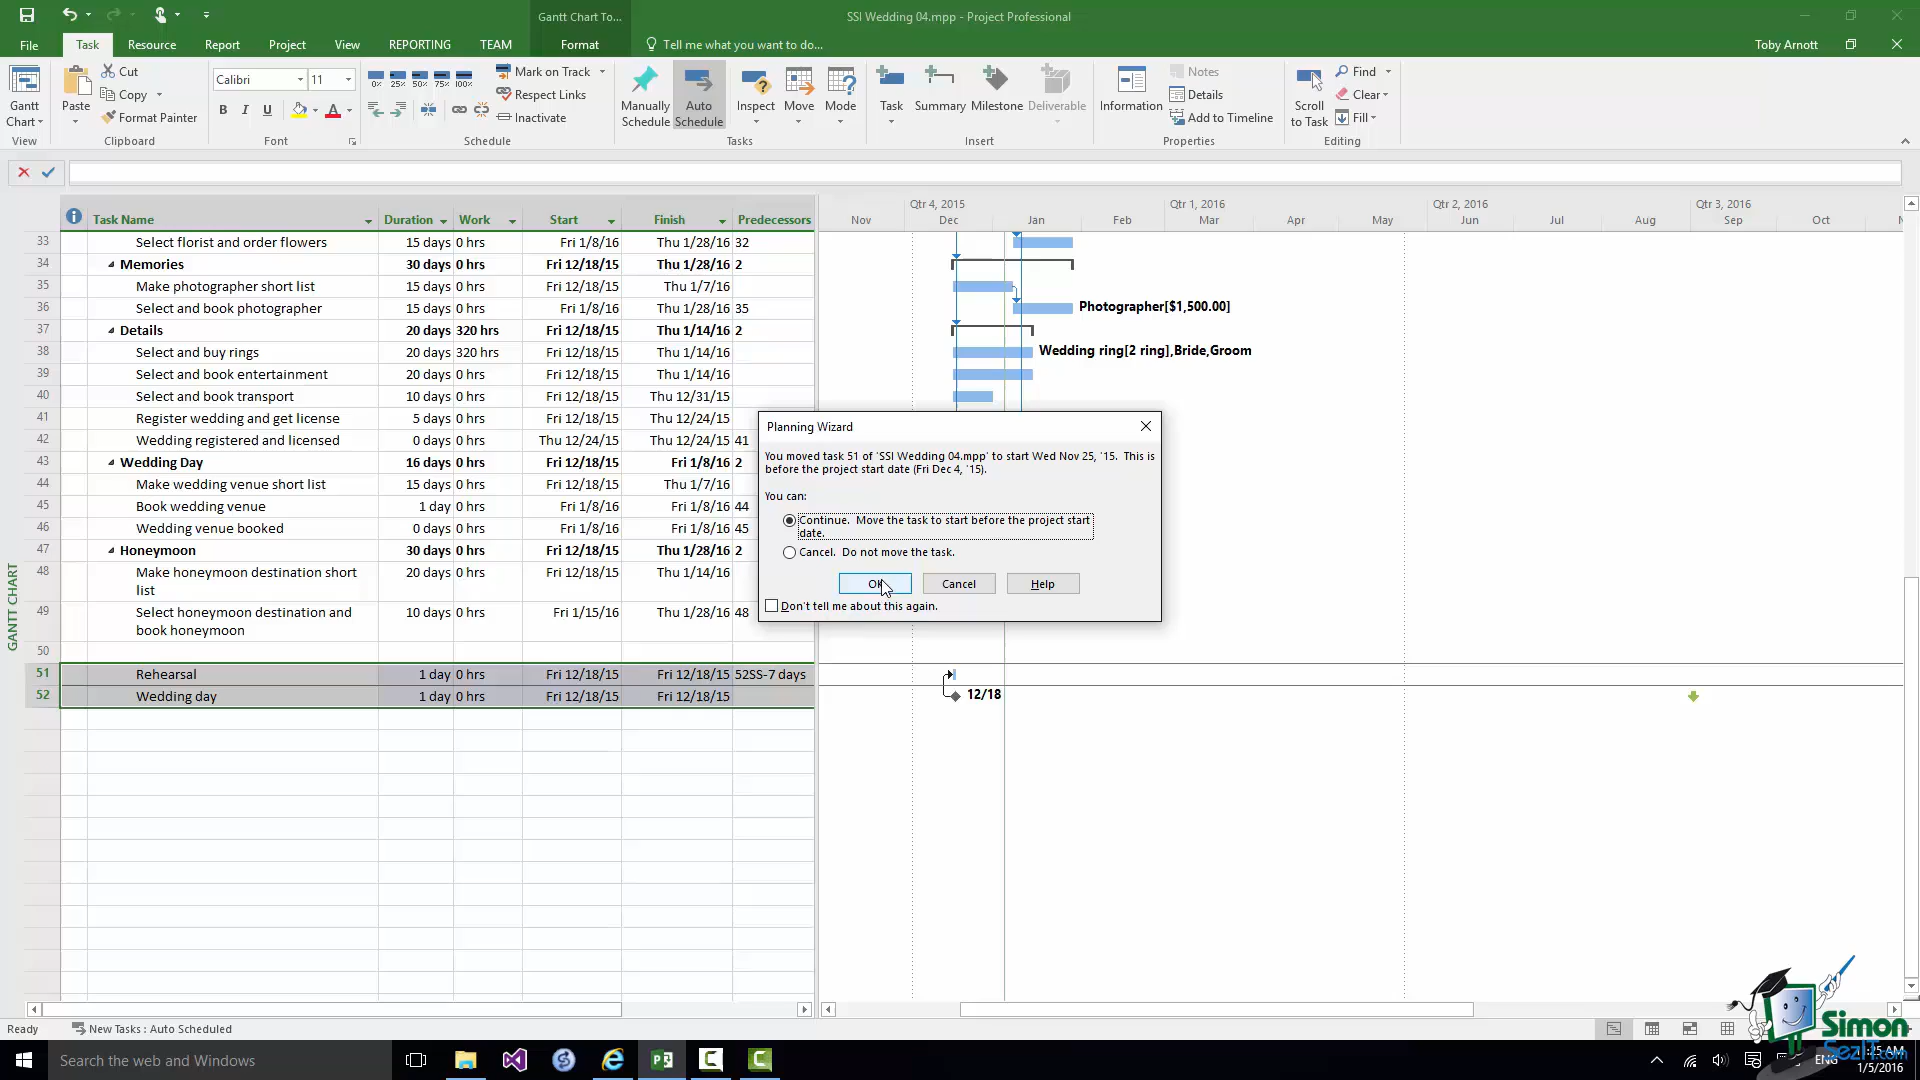 Gantt Chart To...
SSI Wedding 04.mpp - Project Professional
File
Task
Resource
Report
Project
View
REPORTING
TEAM
Format
Tell me what you want to do...
Toby Arnott
Gantt
Chart
View
Paste
Cut
Copy
Format Painter
Clipboard
Calibri
11
B I U
A
Font
0% 25% 50% 75% 100%
Mark on Track
Respect Links
Inactivate
Schedule
Manually
Schedule
Auto
Schedule
Inspect
Move
Mode
Tasks
Task
Summary
Milestone
Deliverable
Insert
Information
Notes
Details
Add to Timeline
Properties
Scroll
to Task
Find
Clear
Fill
Editing
Task Name Duration Work Start Finish Predecessors
Qtr 4, 2015 Qtr 1, 2016 Qtr 2, 2016 Qtr 3, 2016
Nov Dec Jan Feb Mar Apr May Jun Jul Aug Sep Oct
33 Select florist and order flowers 15 days 0 hrs Fri 1/8/16 Thu 1/28/16 32
34 Memories 30 days 0 hrs Fri 12/18/15 Thu 1/28/16 2
35 Make photographer short list 15 days 0 hrs Fri 12/18/15 Thu 1/7/16
36 Select and book photographer 15 days 0 hrs Fri 1/8/16 Thu 1/28/16 35
Photographer[$1,500.00]
37 Details 20 days 320 hrs Fri 12/18/15 Thu 1/14/16 2
38 Select and buy rings 20 days 320 hrs Fri 12/18/15 Thu 1/14/16
Wedding ring[2 ring],Bride,Groom
39 Select and book entertainment 20 days 0 hrs Fri 12/18/15 Thu 1/14/16
40 Select and book transport 10 days 0 hrs Fri 12/18/15 Thu 12/31/15
41 Register wedding and get license 5 days 0 hrs Fri 12/18/15 Thu 12/24/15
42 Wedding registered and licensed 0 days 0 hrs Thu 12/24/15 Thu 12/24/15 41
43 Wedding Day 16 days 0 hrs Fri 12/18/15 Fri 1/8/16 2
44 Make wedding venue short list 15 days 0 hrs Fri 12/18/15 Thu 1/7/16
45 Book wedding venue 1 day 0 hrs Fri 1/8/16 Fri 1/8/16 44
46 Wedding venue booked 0 days 0 hrs Fri 1/8/16 Fri 1/8/16 45
47 Honeymoon 30 days 0 hrs Fri 12/18/15 Thu 1/28/16 2
48 Make honeymoon destination short 20 days 0 hrs Fri 12/18/15 Thu 1/14/16
list
49 Select honeymoon destination and 10 days 0 hrs Fri 1/15/16 Thu 1/28/16 48
book honeymoon
50
51 Rehearsal 1 day 0 hrs Fri 12/18/15 Fri 12/18/15 52SS-7 days
52 Wedding day 1 day 0 hrs Fri 12/18/15 Fri 12/18/15
12/18
GANTT CHART
Planning Wizard
You moved task 51 of 'SSI Wedding 04.mpp' to start Wed Nov 25, '15. This is
before the project start date (Fri Dec 4, '15).
You can:
Continue. Move the task to start before the project start
date.
Cancel. Do not move the task.
OK
Cancel
Help
Don't tell me about this again.
Ready
New Tasks : Auto Scheduled
Search the web and Windows
Simon
SezIT.com
ENG
1/5/2016